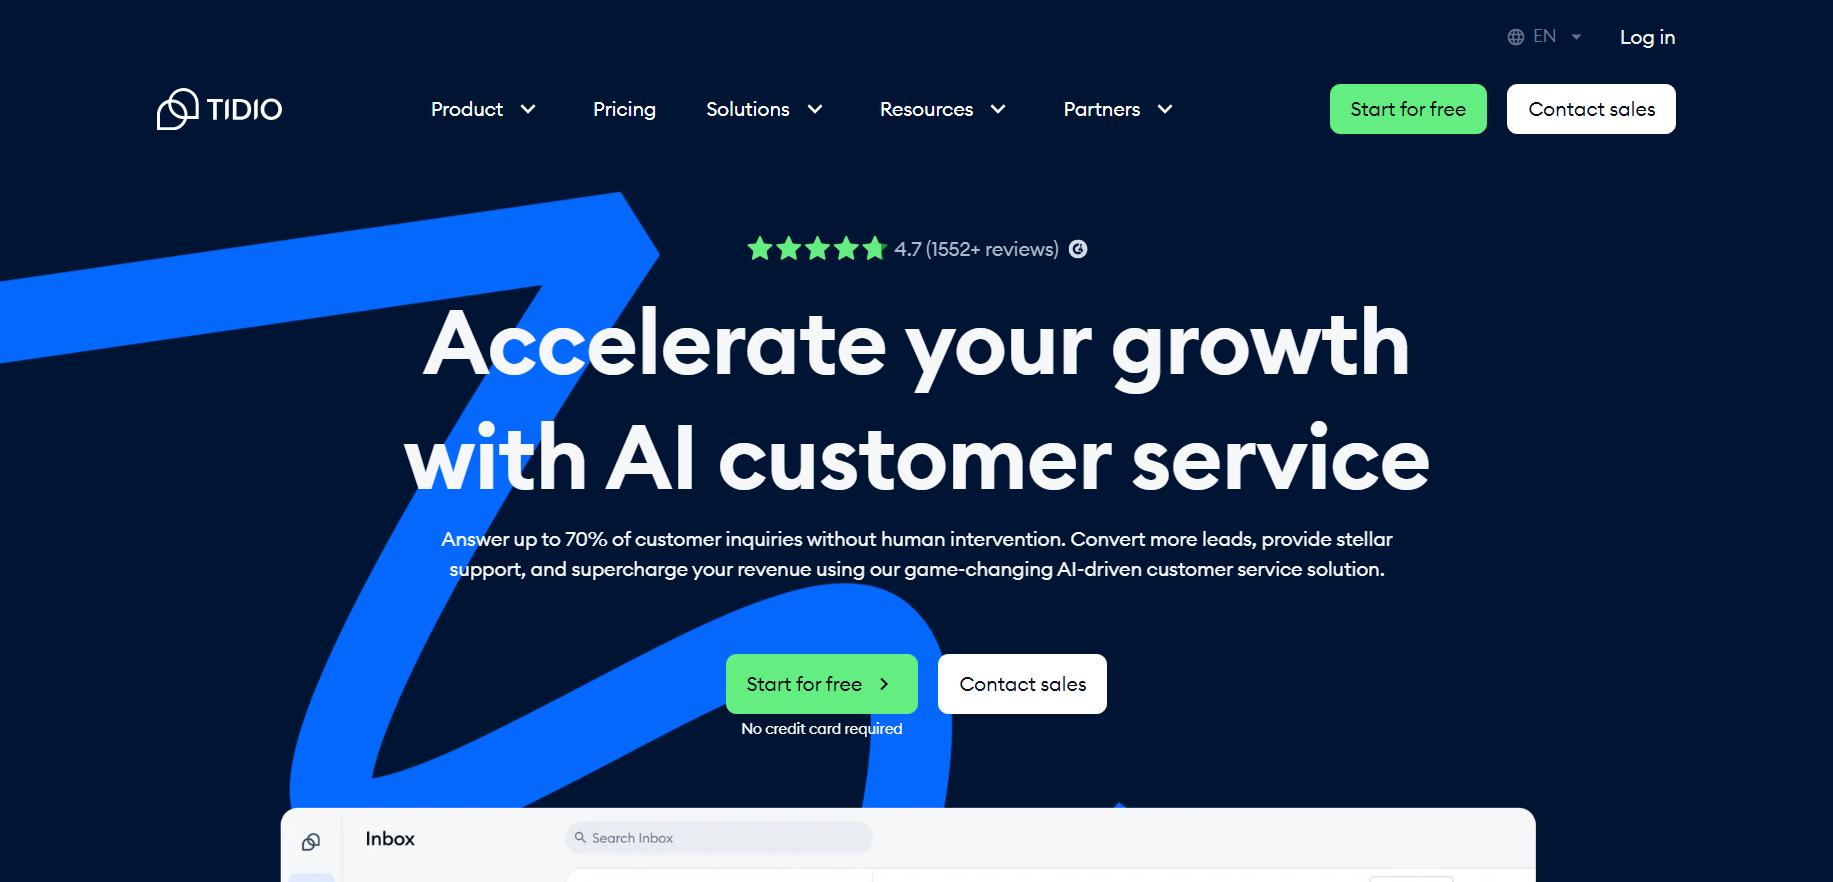 EN
Log in
TIDIO
Product
Pricing
Solutions
Resources
Partners
Start for free
Contact sales
4.7 (1552+ reviews)
Accelerate your growth
with AI customer service
Answer up to 70% of customer inquiries without human intervention. Convert more leads, provide stellar
support, and supercharge your revenue using our game-changing AI-driven customer service solution.
Start for free
Contact sales
No credit card required
Inbox
Search Inbox